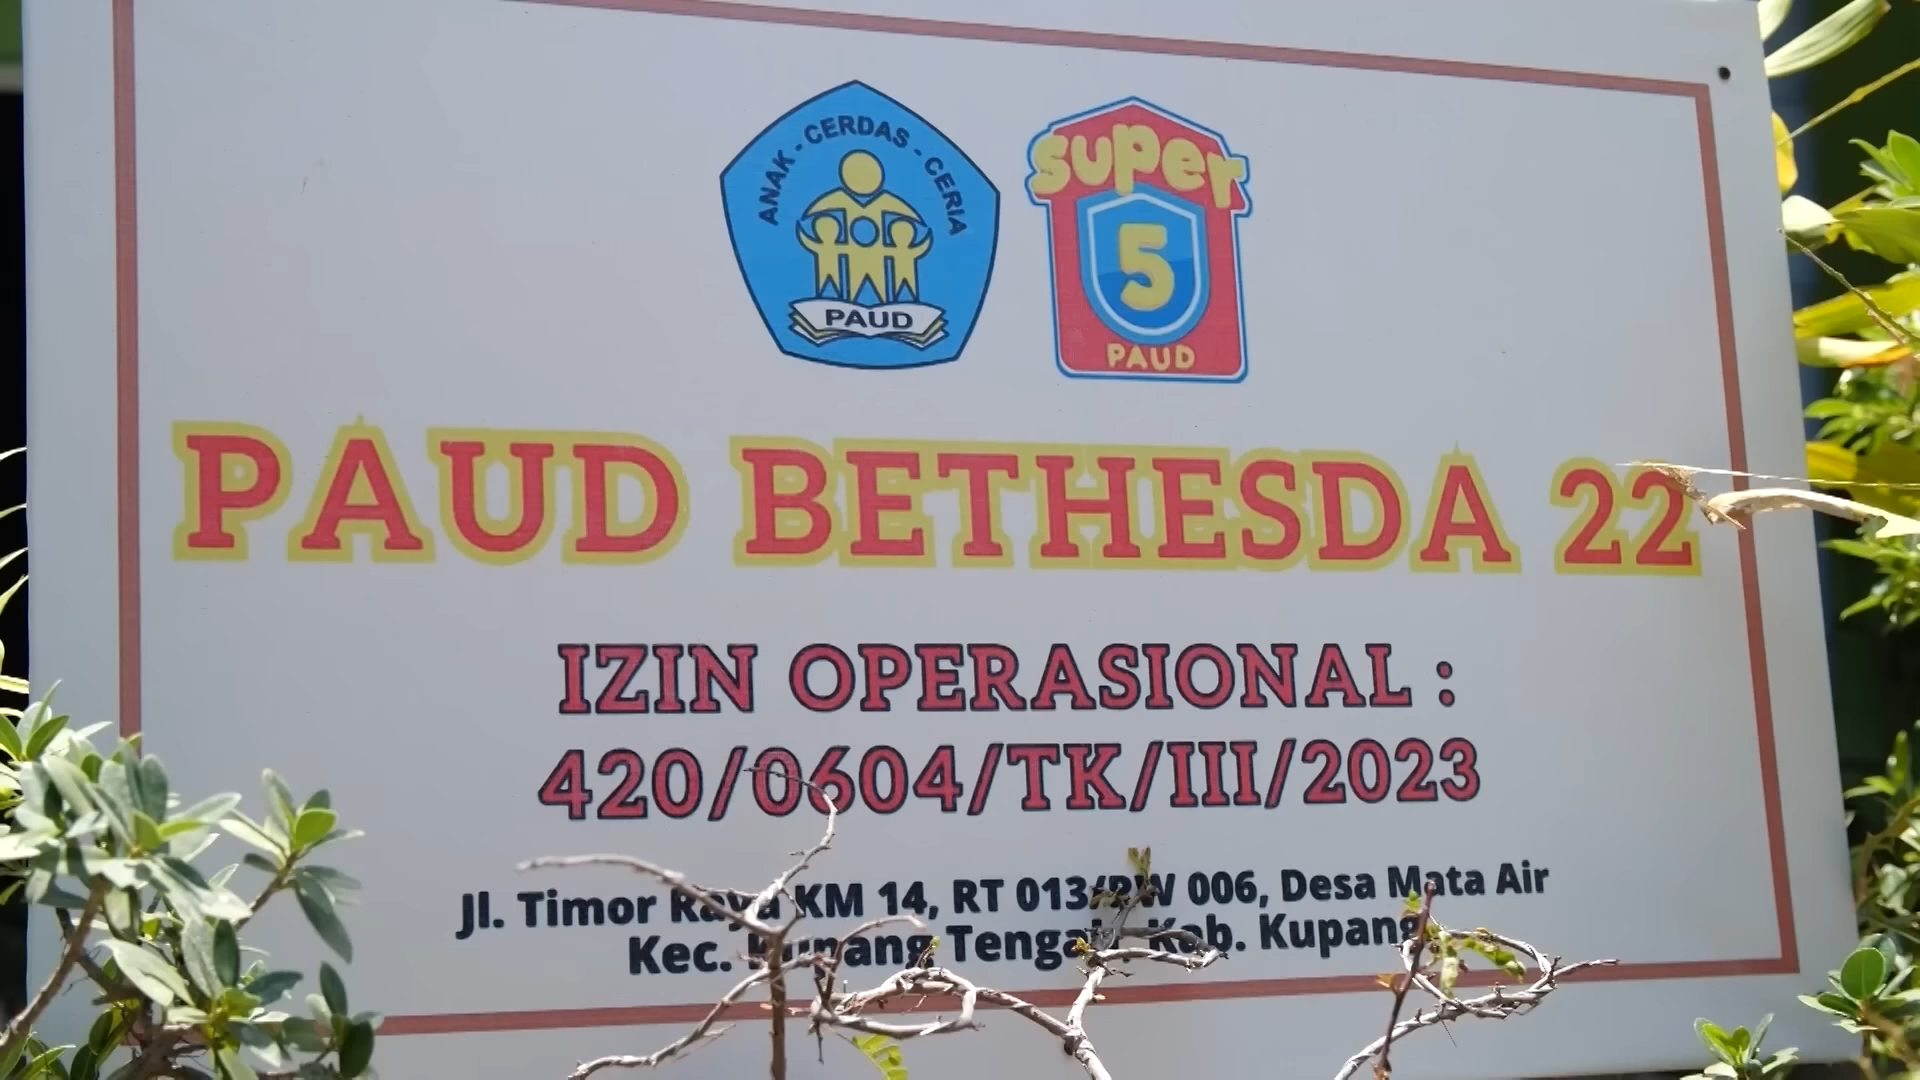 ANAK - CERDAS - CERIA
PAUD
super
5
PAUD
PAUD BETHESDA 22
IZIN OPERASIONAL :
420/0604/TK/III/2023
Jl. Timor Raya KM 14, RT 013/RW 006, Desa Mata Air
Kec. Kupang Tengah, Kab. Kupang